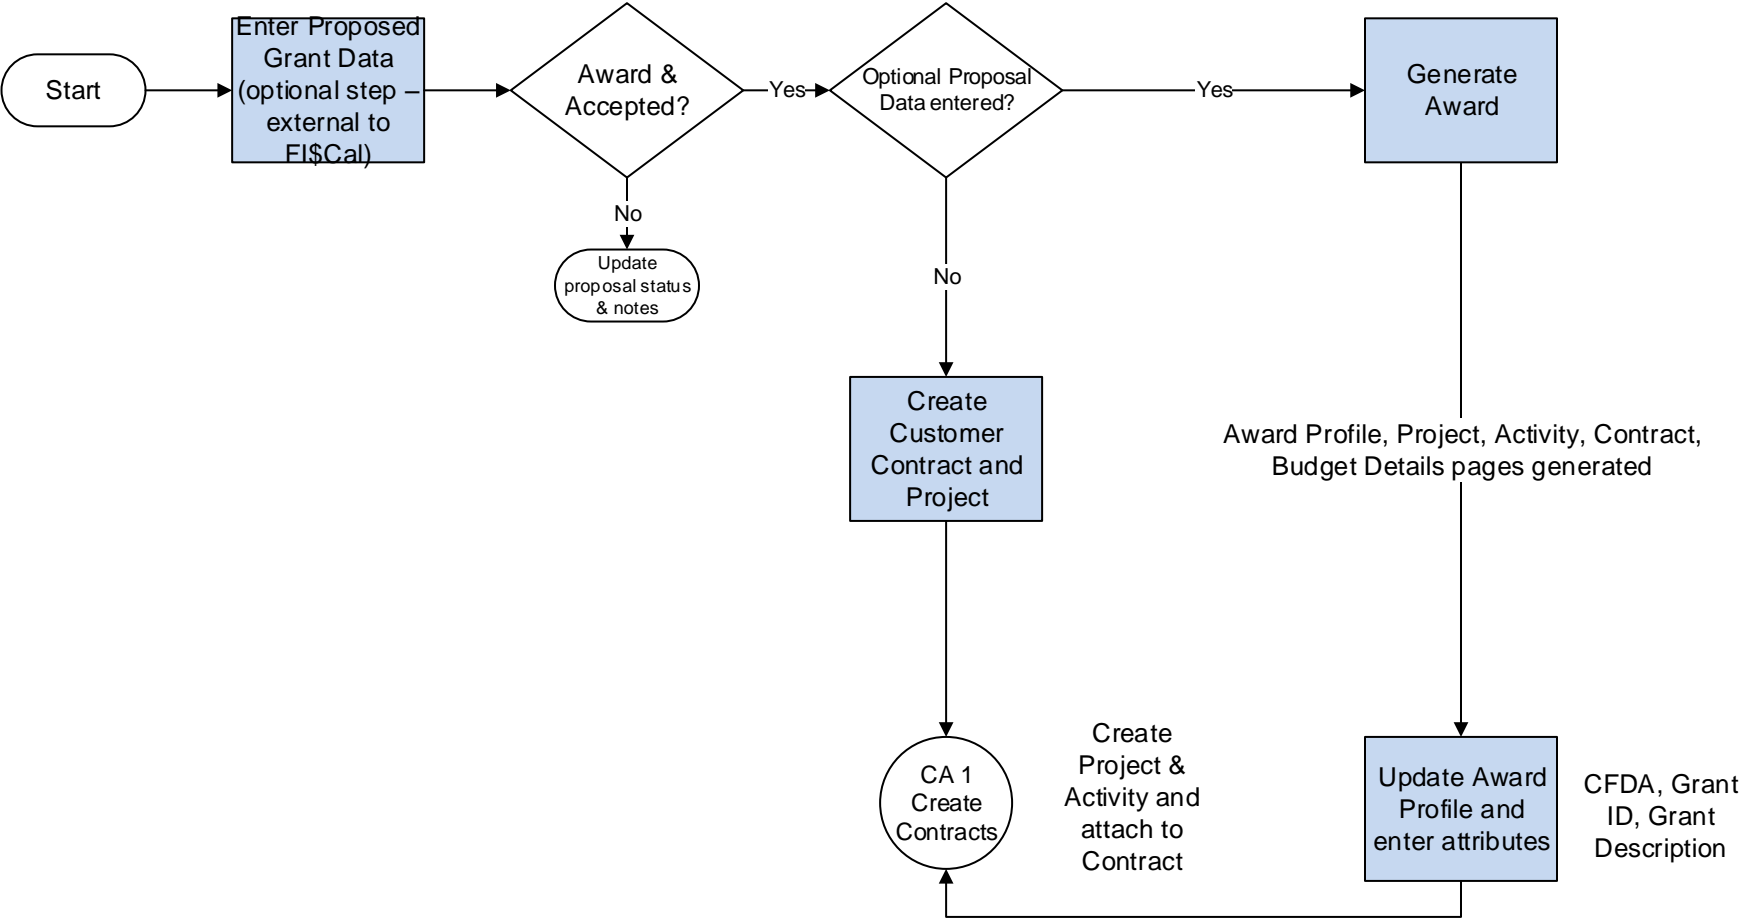 Start
Enter Proposed
Grant Data
(optional step –
external to
FI$Cal)
Award &
Accepted?
Yes
Optional Proposal
Data entered?
Yes
Generate
Award
No
Update
proposal status
& notes
No
Create
Customer
Contract and
Project
Award Profile, Project, Activity, Contract,
Budget Details pages generated
CA 1
Create
Contracts
Create
Project &
Activity and
attach to
Contract
Update Award
Profile and
enter attributes
CFDA, Grant
ID, Grant
Description